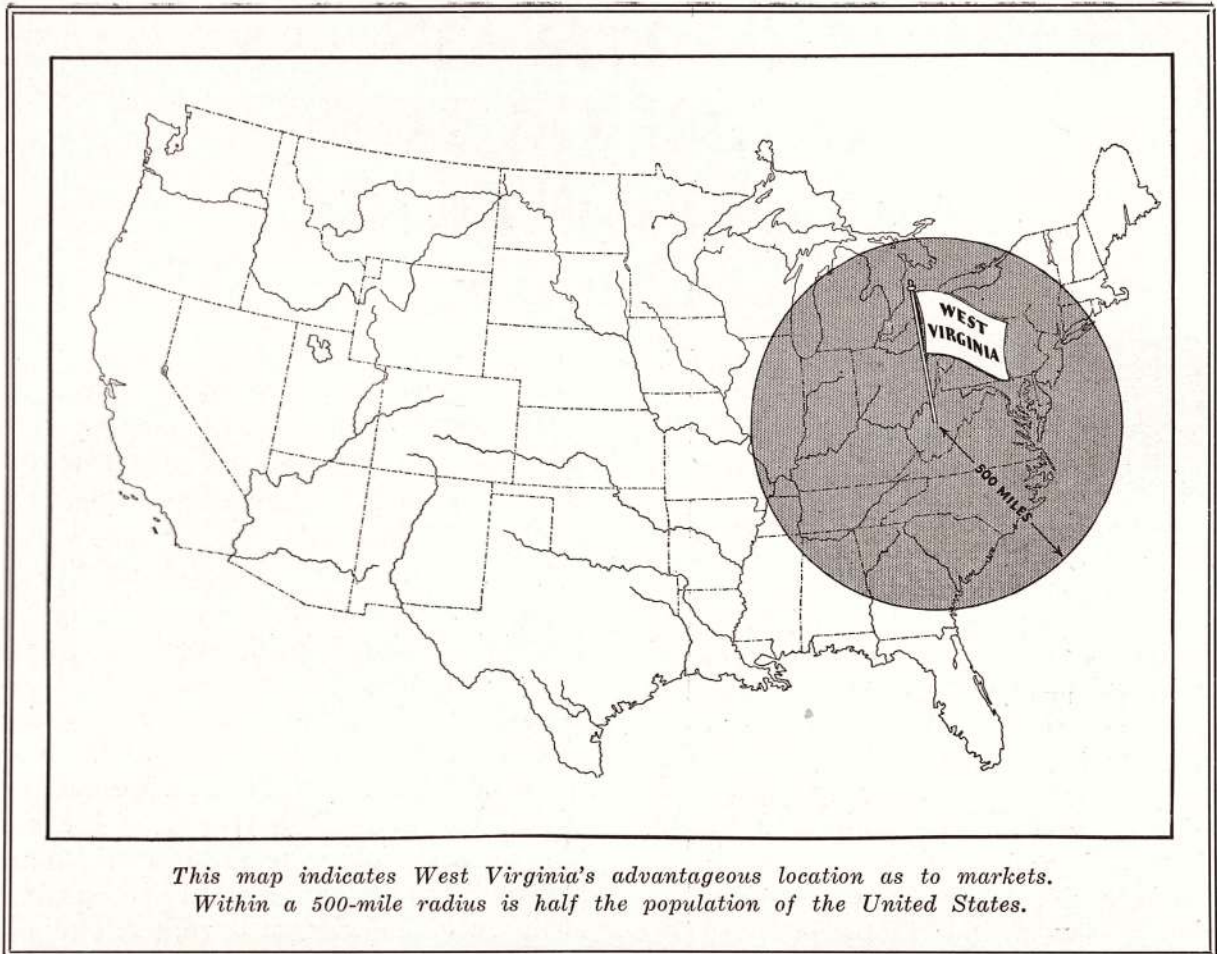 WEST
VIRGINIA
500 MILES
This map indicates West Virginia's advantageous location as to markets.
Within a 500-mile radius is half the population of the United States.